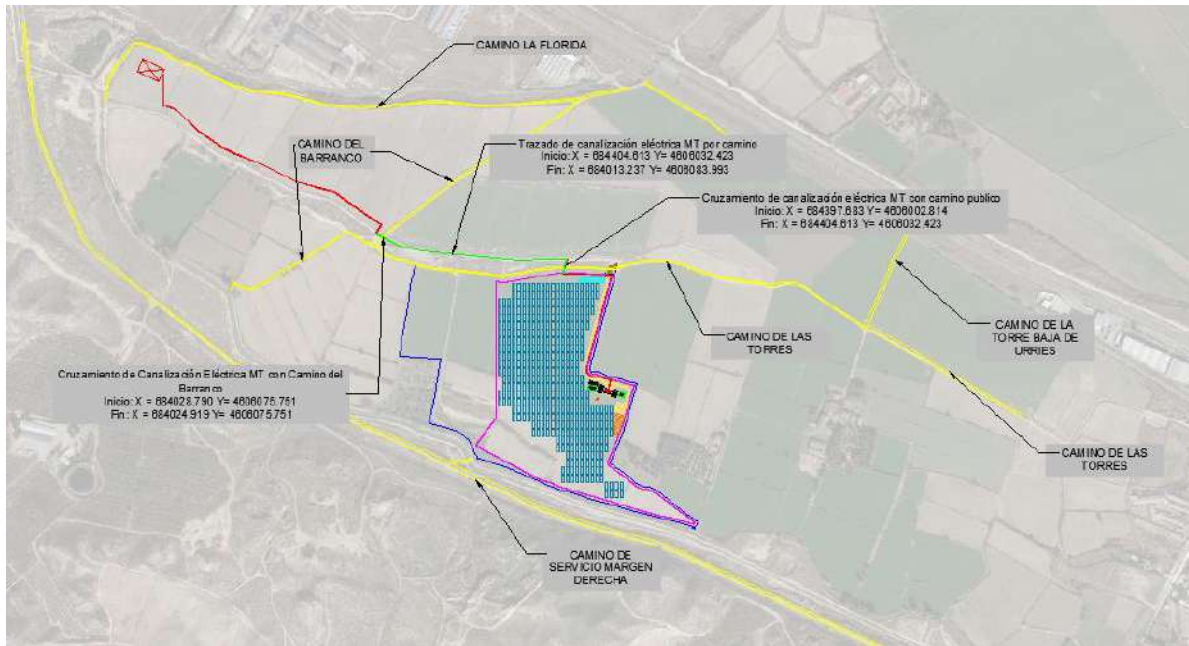 CAMINO LA FLORIDA
CAMINO DEL
BARRANCO
Trazado de canalización eléctrica MT por camino
Inicio: X = 684404.613 Y= 4606032.423
Fin: X = 684013.237 Y= 4606083.993
Cruzamiento de canalización eléctrica MT con camino publico
Inicio: X = 684397.683 Y= 4606002.814
Fin: X = 684404.613 Y= 4606032.423
CAMINO DE LAS
TORRES
CAMINO DE LA
TORRE BAJA DE
URRIES
Cruzamiento de Canalización Eléctrica MT con Camino del
Barranco
Inicio: X = 684028.790 Y= 4606075.751
Fin: X = 684024.919 Y= 4606075.751
CAMINO DE LAS
TORRES
CAMINO DE
SERVICIO MARGEN
DERECHA